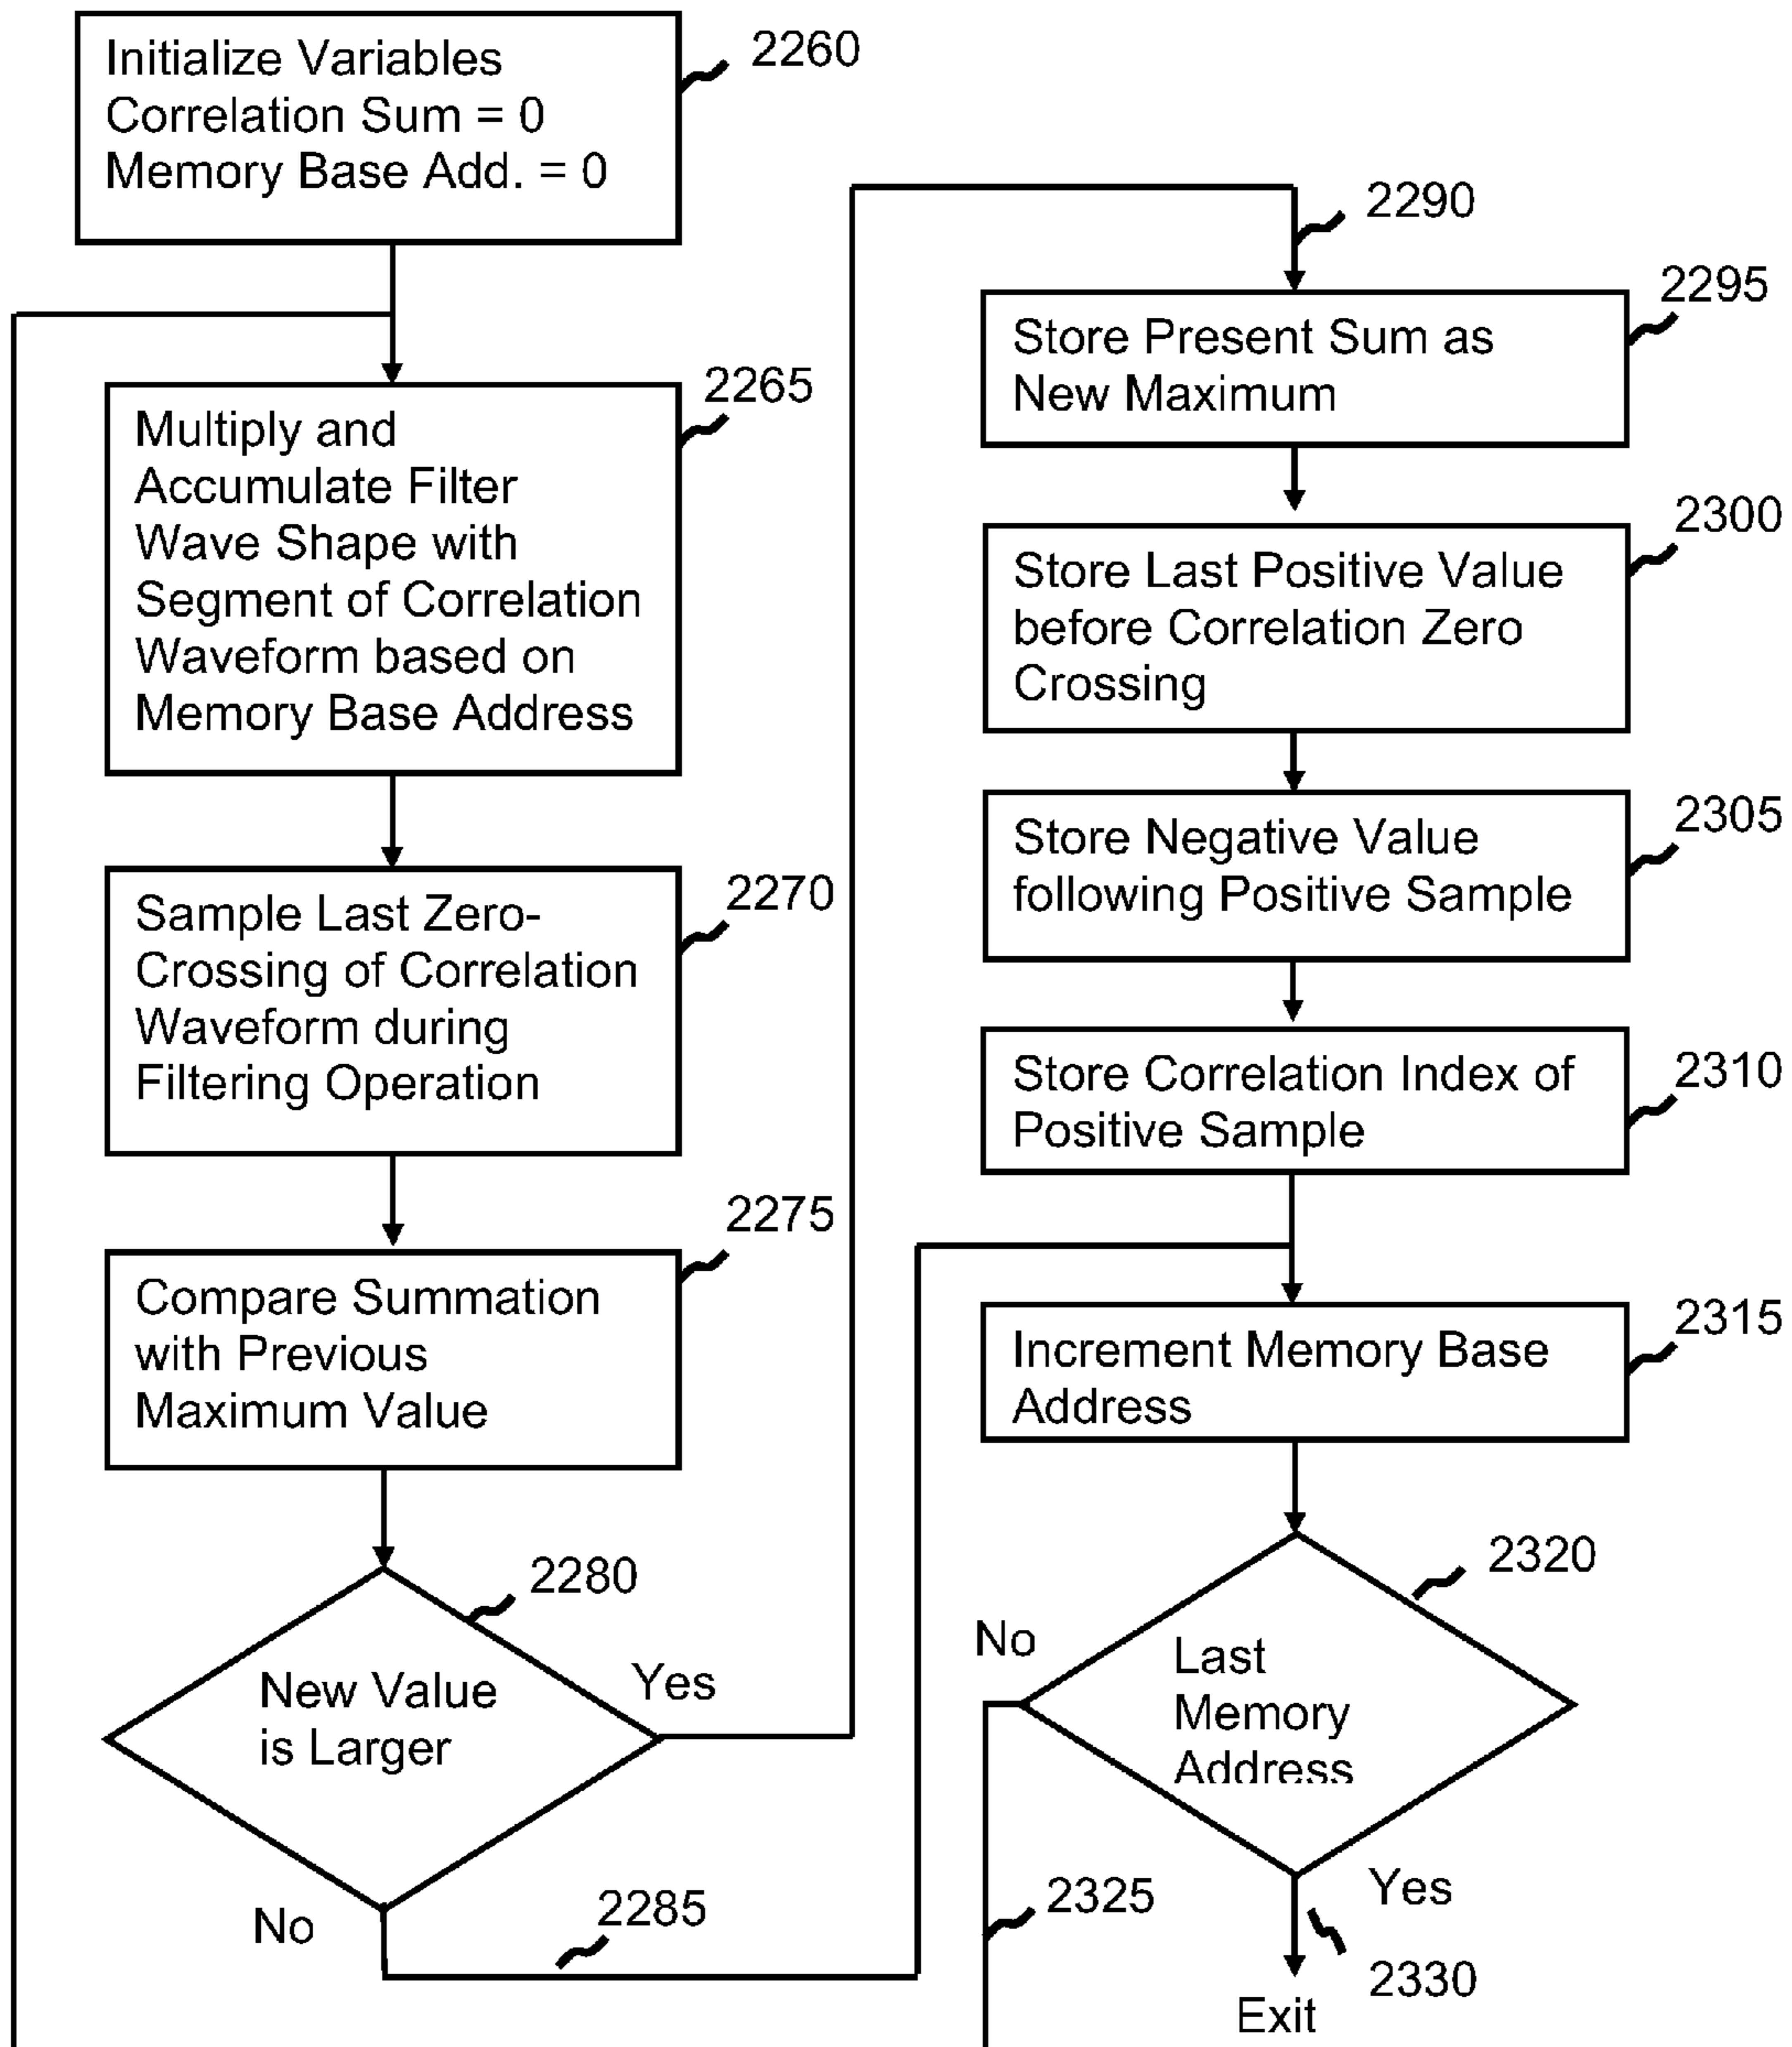 Initialize Variables
Correlation Sum = 0
Memory Base Add. = 0
2260
Multiply and
Accumulate Filter
Wave Shape with
Segment of Correlation
Waveform based on
Memory Base Address
2265
Sample Last Zero-
Crossing of Correlation
Waveform during
Filtering Operation
2270
Compare Summation
with Previous
Maximum Value
2275
New Value
is Larger
2280
Yes
No
2285
2290
Store Present Sum as
New Maximum
2295
Store Last Positive Value
before Correlation Zero
Crossing
2300
Store Negative Value
following Positive Sample
2305
Store Correlation Index of
Positive Sample
2310
Increment Memory Base
Address
2315
Last
Memory
Address
2320
No
2325
Yes
2330
Exit